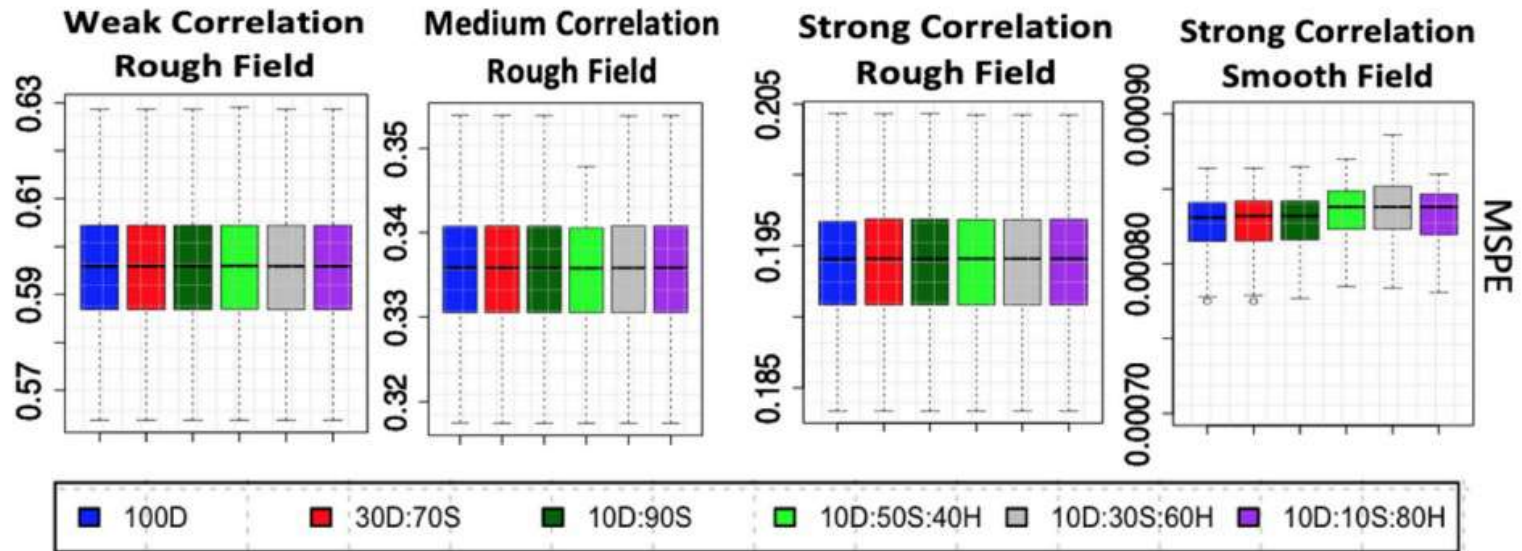 Weak Correlation
Rough Field
Medium Correlation
Rough Field
Strong Correlation
Rough Field
Strong Correlation
Smooth Field
0.63
0.61
0.59
0.57
0.35
0.34
0.33
0.32
0.205
0.195
0.185
0.00090
0.00080
0.00070
MSPE
100D 30D:70S 10D:90S 10D:50S:40H 10D:30S:60H 10D:10S:80H